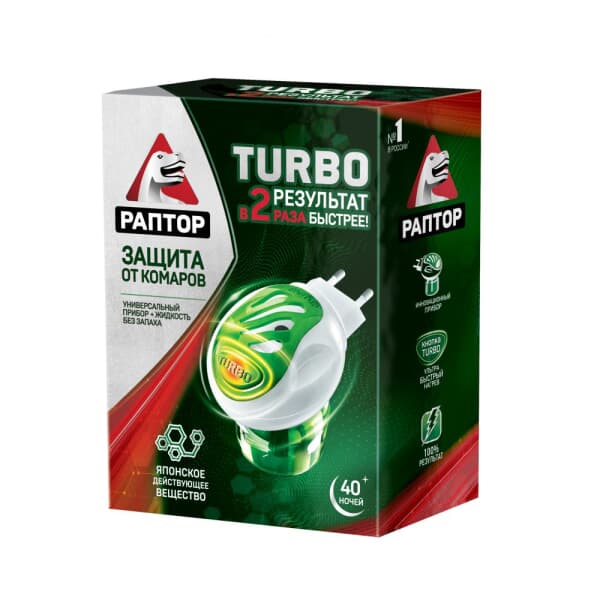 РАПТОР
ЗАЩИТА
ОТ КОМАРОВ
УНИВЕРСАЛЬНЫЙ
ПРИБОР + ЖИДКОСТЬ
БЕЗ ЗАПАХА
TURBO
РЕЗУЛЬТАТ
В 2 РАЗА БЫСТРЕЕ!
TURBO
ЯПОНСКОЕ
ДЕЙСТВУЮЩЕЕ
ВЕЩЕСТВО
40+
НОЧЕЙ
№1
В РОССИИ
РАПТОР
ИННОВАЦИОННЫЙ
ПРИБОР
КНОПКА
TURBO
УЛЬТРА
БЫСТРЫЙ
НАГРЕВ
100%
РЕЗУЛЬТАТ